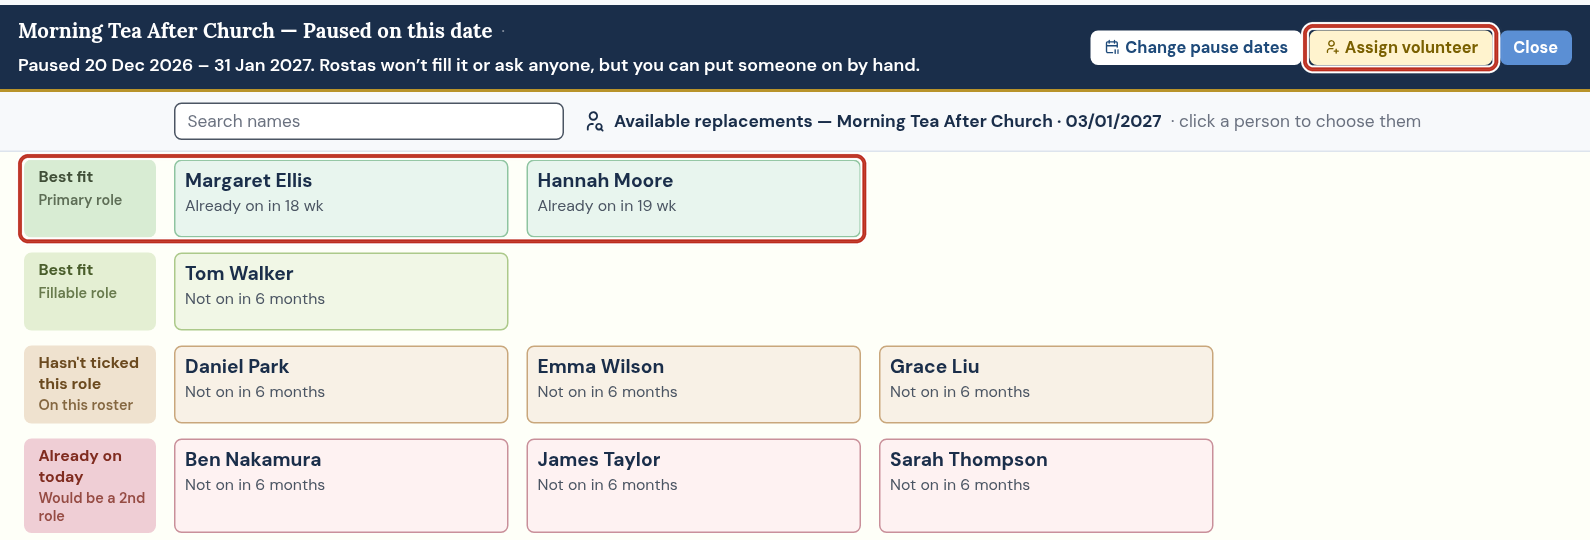 Morning Tea After Church — Paused on this date ·
Paused 20 Dec 2026 – 31 Jan 2027. Rostas won’t fill it or ask anyone, but you can put someone on by hand.
Change pause dates
Assign volunteer
Close
Search names
Available replacements — Morning Tea After Church · 03/01/2027 · click a person to choose them
Best fit
Primary role
Margaret Ellis
Already on in 18 wk
Hannah Moore
Already on in 19 wk
Best fit
Fillable role
Tom Walker
Not on in 6 months
Hasn't ticked
this role
On this roster
Daniel Park
Not on in 6 months
Emma Wilson
Not on in 6 months
Grace Liu
Not on in 6 months
Already on
today
Would be a 2nd
role
Ben Nakamura
Not on in 6 months
James Taylor
Not on in 6 months
Sarah Thompson
Not on in 6 months